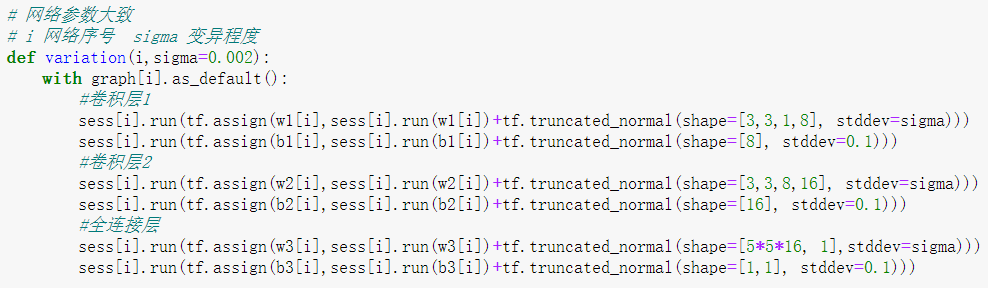 # 网络参数大致
# i 网络序号  sigma 变异程度
def variation(i,sigma=0.002):
    with graph[i].as_default():
        #卷积层1
        sess[i].run(tf.assign(w1[i],sess[i].run(w1[i])+tf.truncated_normal(shape=[3,3,1,8], stddev=sigma)))
        sess[i].run(tf.assign(b1[i],sess[i].run(b1[i])+tf.truncated_normal(shape=[8], stddev=0.1)))
        #卷积层2
        sess[i].run(tf.assign(w2[i],sess[i].run(w2[i])+tf.truncated_normal(shape=[3,3,8,16], stddev=sigma)))
        sess[i].run(tf.assign(b2[i],sess[i].run(b2[i])+tf.truncated_normal(shape=[16], stddev=0.1)))
        #全连接层
        sess[i].run(tf.assign(w3[i],sess[i].run(w3[i])+tf.truncated_normal(shape=[5*5*16, 1],stddev=sigma)))
        sess[i].run(tf.assign(b3[i],sess[i].run(b3[i])+tf.truncated_normal(shape=[1,1], stddev=0.1)))